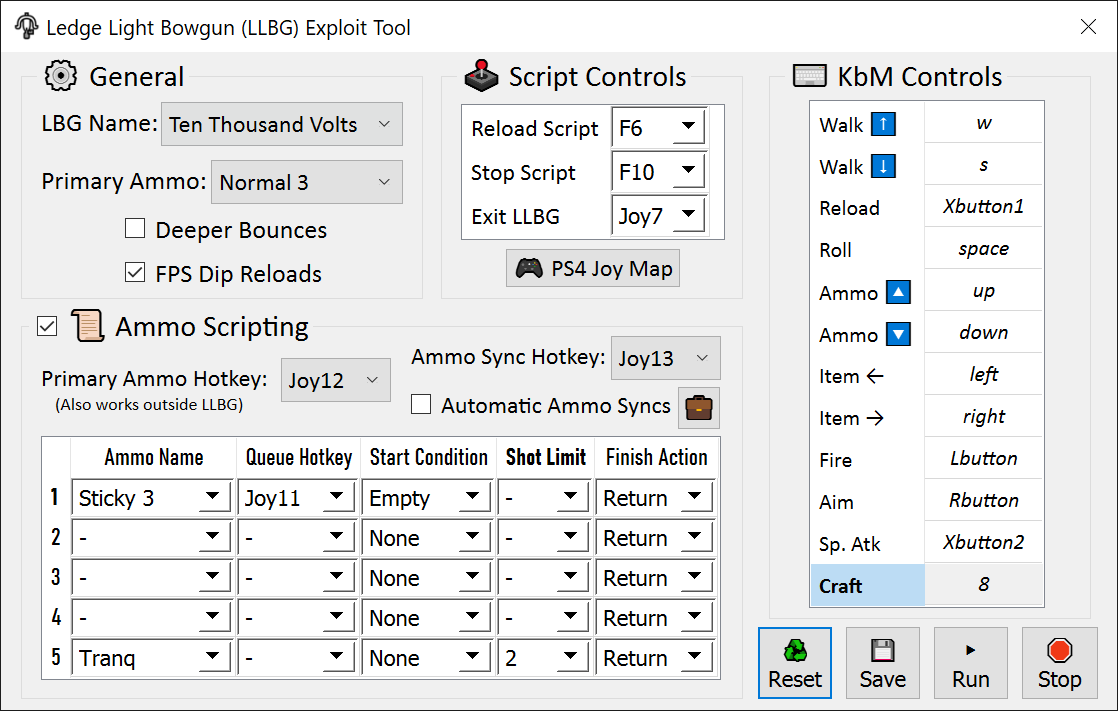 Ledge Light Bowgun (LLBG) Exploit Tool
General
LBG Name: Ten Thousand Volts
Primary Ammo: Normal 3
Deeper Bounces
FPS Dip Reloads
Script Controls
Reload Script F6
Stop Script F10
Exit LLBG Joy7
PS4 Joy Map
Ammo Scripting
Primary Ammo Hotkey: Joy12
(Also works outside LLBG)
Ammo Sync Hotkey: Joy13
Automatic Ammo Syncs
Ammo Name Queue Hotkey Start Condition Shot Limit Finish Action
1 Sticky 3 Joy11 Empty - Return
2 - - None - Return
3 - - None - Return
4 - - None - Return
5 Tranq - None 2 Return
KbM Controls
Walk ↑ w
Walk ↓ s
Reload Xbutton1
Roll space
Ammo ▲ up
Ammo ▼ down
Item ← left
Item → right
Fire Lbutton
Aim Rbutton
Sp. Atk Xbutton2
Craft 8
Reset
Save
Run
Stop